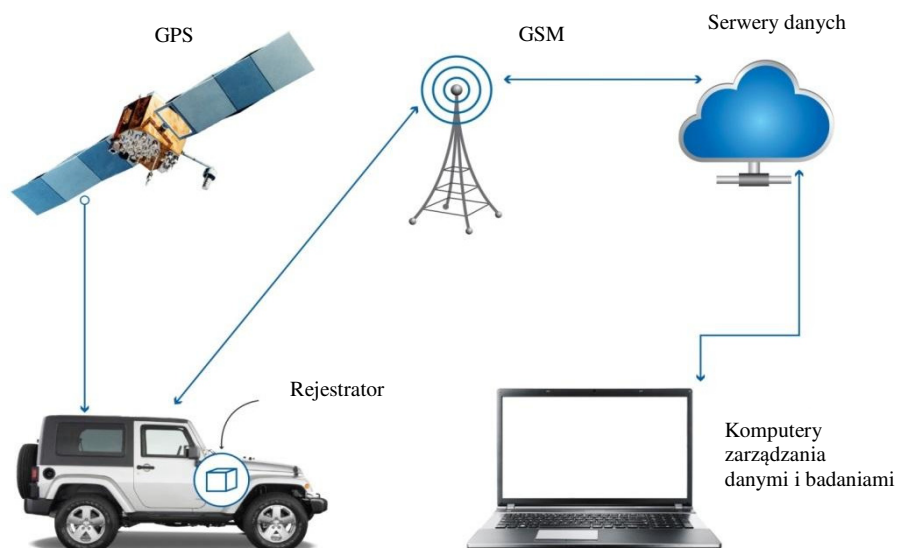 GPS
GSM
Serwery danych
Rejestrator
Komputery
zarządzania
danymi i badaniami